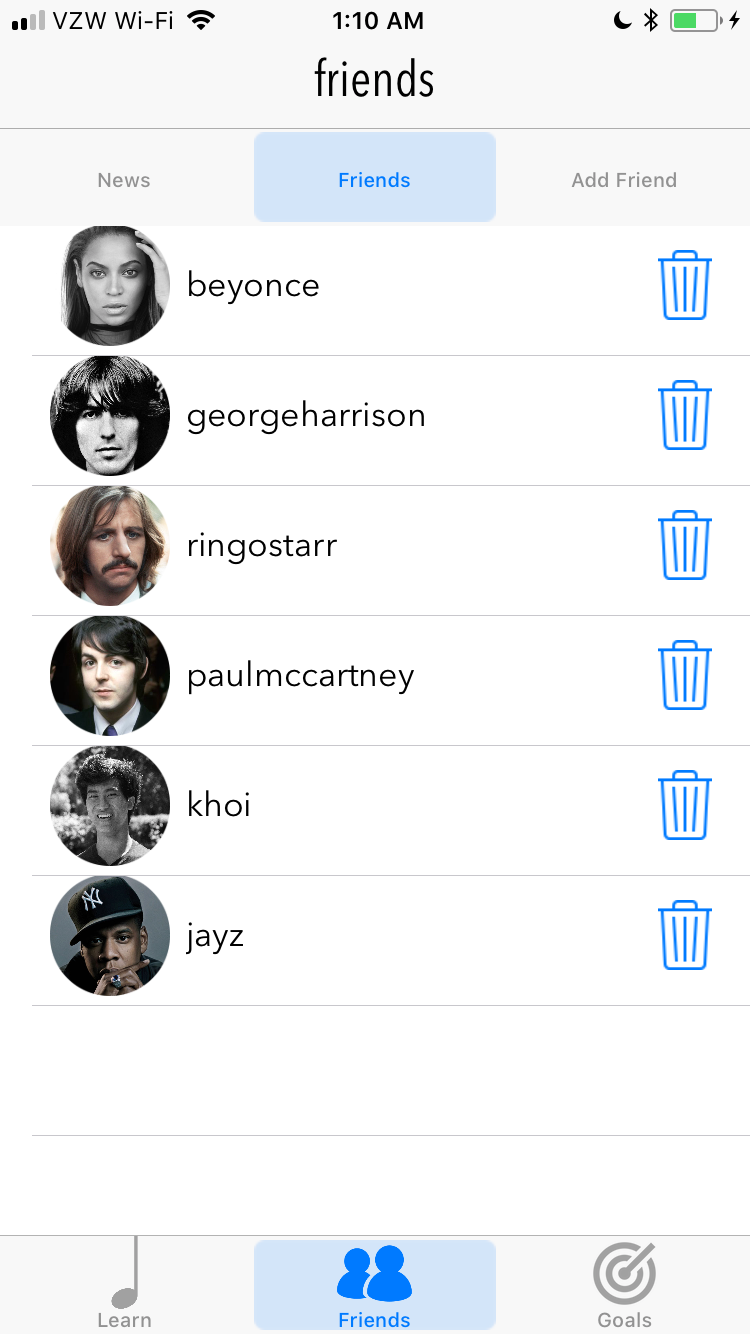 VZW Wi-Fi 1:10 AM
friends
News Friends Add Friend
beyonce
georgeharrison
ringostarr
paulmccartney
khoi
NY
jayz
Learn Friends Goals